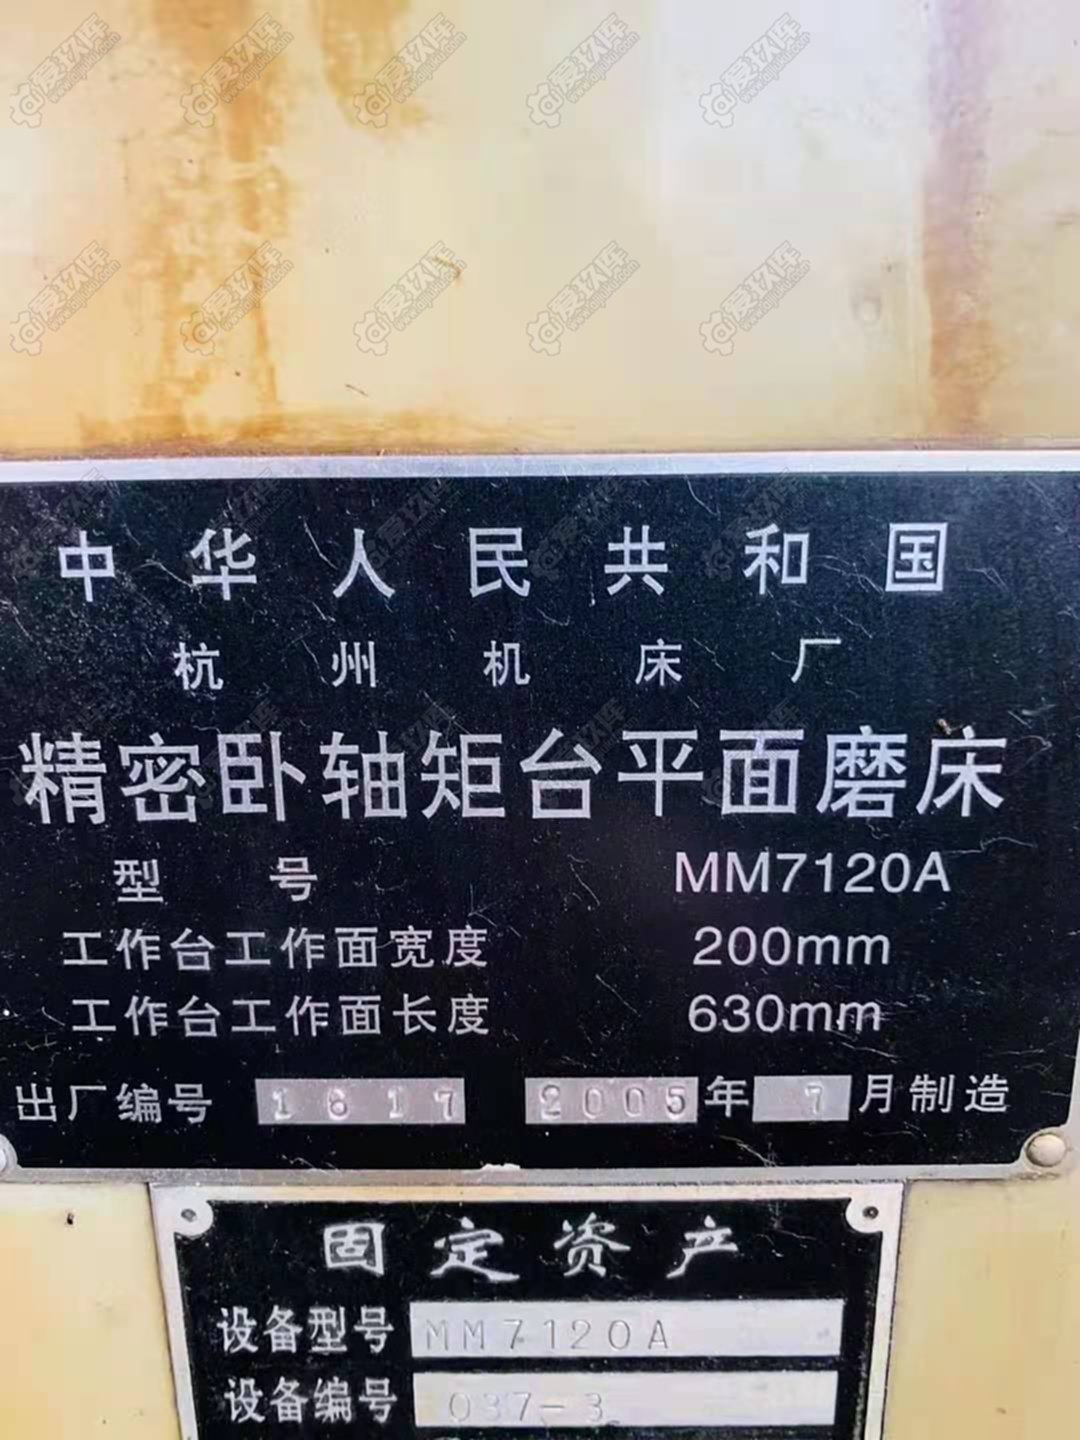 中华人民共和国
杭州机床厂
精密卧轴矩台平面磨床
型号 MM7120A
工作台工作面宽度 200mm
工作台工作面长度 630mm
出厂编号 1617 2005年7月制造
固定资产
设备型号 MM7120A
设备编号 037-3